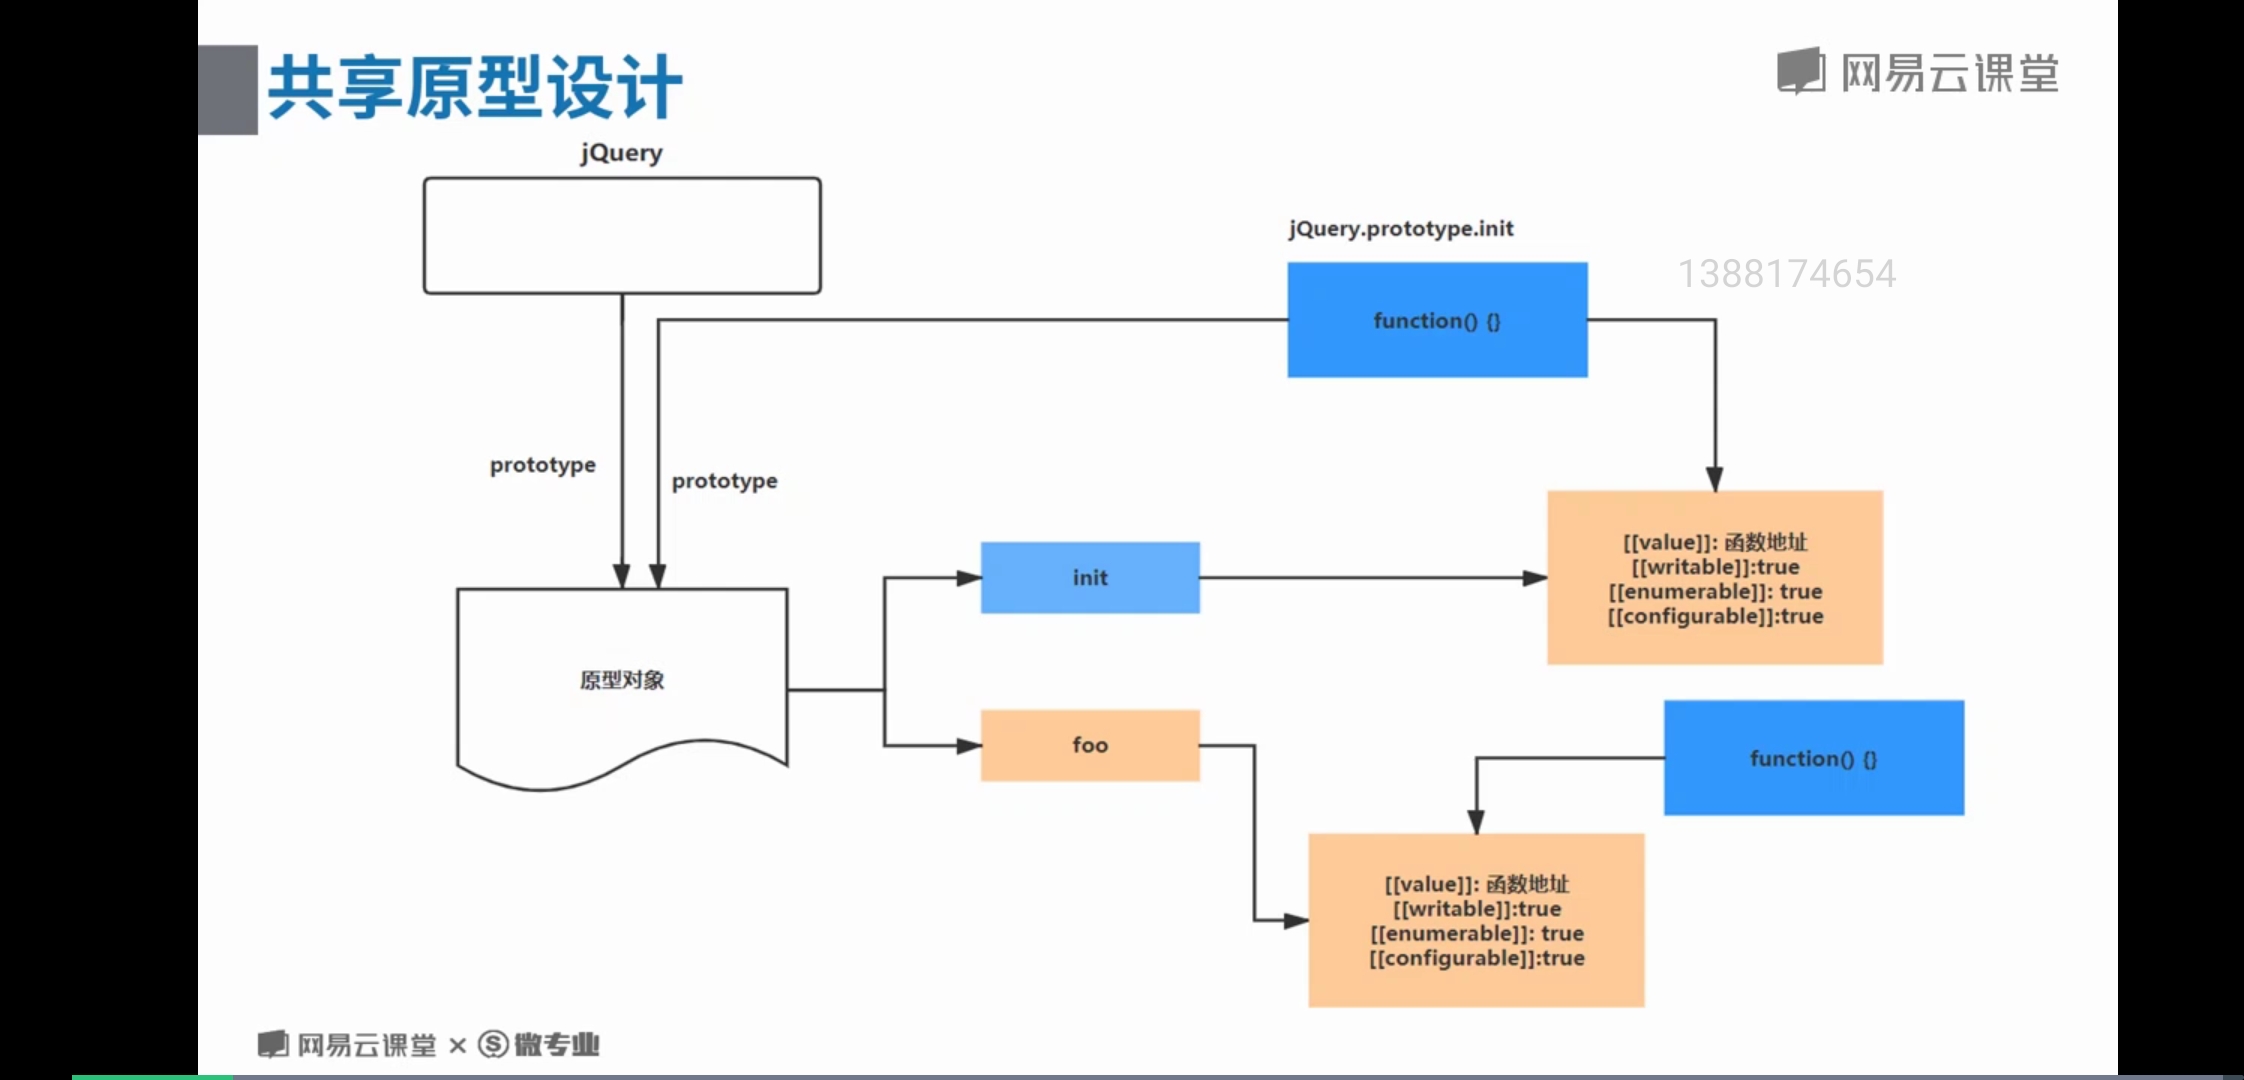 共享原型设计
网易云课堂
jQuery
jQuery.prototype.init
1388174654
function() {}
prototype
prototype
[[value]]: 函数地址
[[writable]]:true
[[enumerable]]: true
[[configurable]]:true
init
原型对象
foo
function() {}
[[value]]: 函数地址
[[writable]]:true
[[enumerable]]: true
[[configurable]]:true
网易云课堂 × 微专业